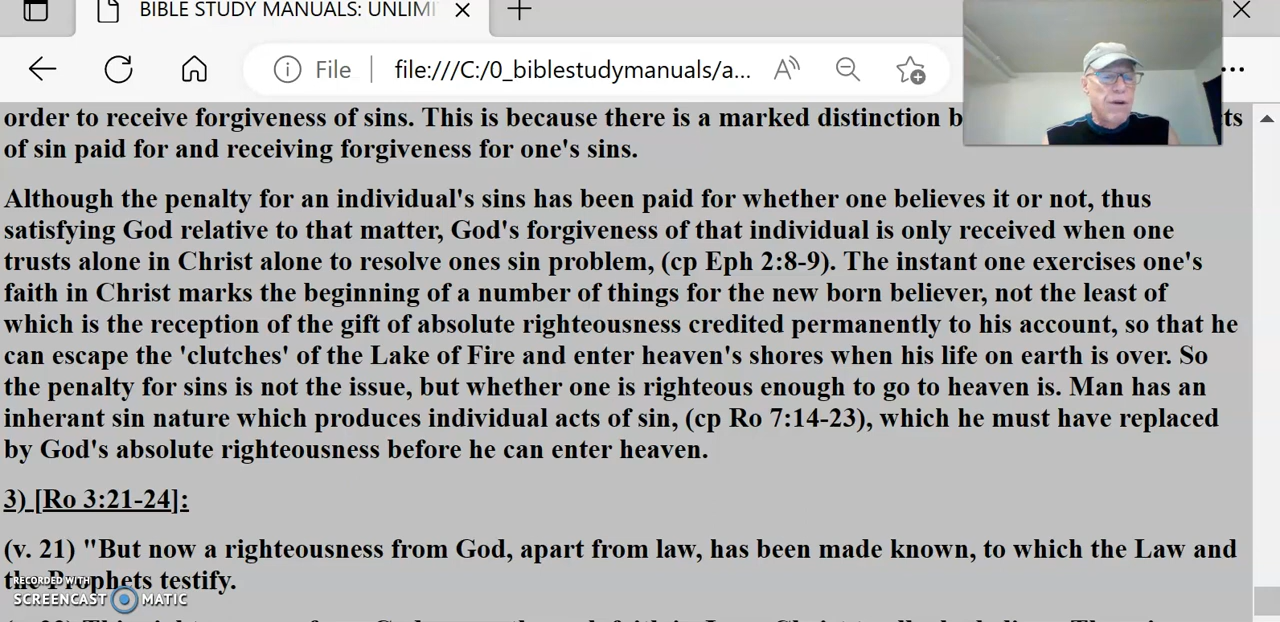 BIBLE STUDY MANUALS: UNLIMI
File file:///C:/0_biblestudymanuals/a...
order to receive forgiveness of sins. This is because there is a marked distinction b ts
of sin paid for and receiving forgiveness for one's sins.
Although the penalty for an individual's sins has been paid for whether one believes it or not, thus
satisfying God relative to that matter, God's forgiveness of that individual is only received when one
trusts alone in Christ alone to resolve ones sin problem, (cp Eph 2:8-9). The instant one exercises one's
faith in Christ marks the beginning of a number of things for the new born believer, not the least of
which is the reception of the gift of absolute righteousness credited permanently to his account, so that he
can escape the 'clutches' of the Lake of Fire and enter heaven's shores when his life on earth is over. So
the penalty for sins is not the issue, but whether one is righteous enough to go to heaven is. Man has an
inherant sin nature which produces individual acts of sin, (cp Ro 7:14-23), which he must have replaced
by God's absolute righteousness before he can enter heaven.
3) [Ro 3:21-24]:
(v. 21) "But now a righteousness from God, apart from law, has been made known, to which the Law and
the Prophets testify.
RECORDED WITH
SCREENCAST MATIC